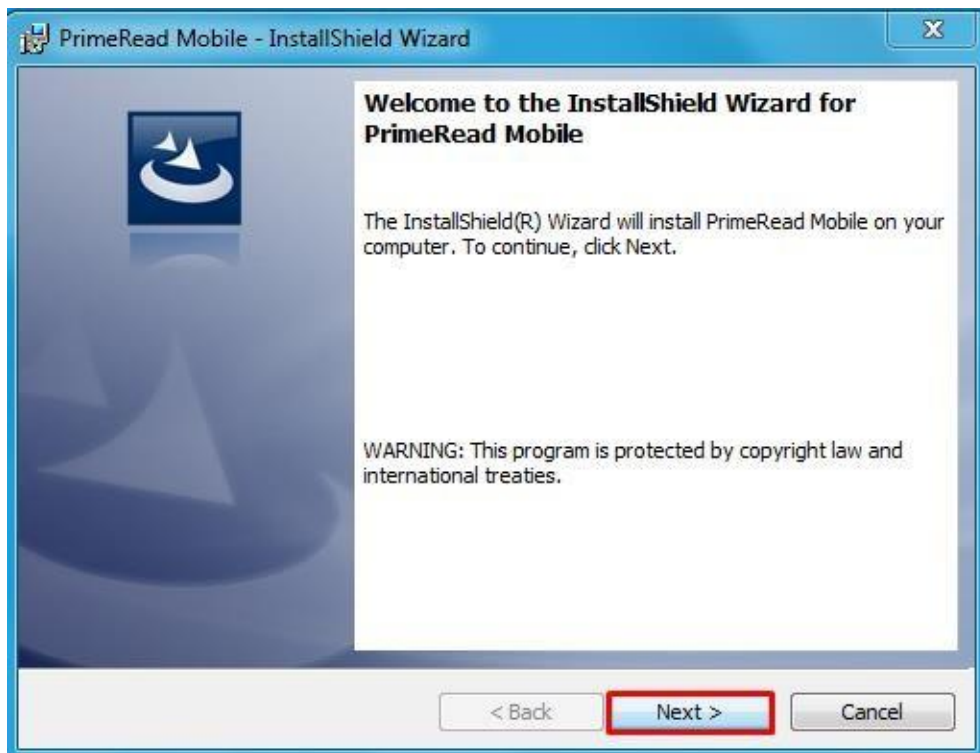 PrimeRead Mobile - InstallShield Wizard
X
Welcome to the InstallShield Wizard for
PrimeRead Mobile
The InstallShield(R) Wizard will install PrimeRead Mobile on your
computer. To continue, click Next.
WARNING: This program is protected by copyright law and
international treaties.
< Back Next > Cancel